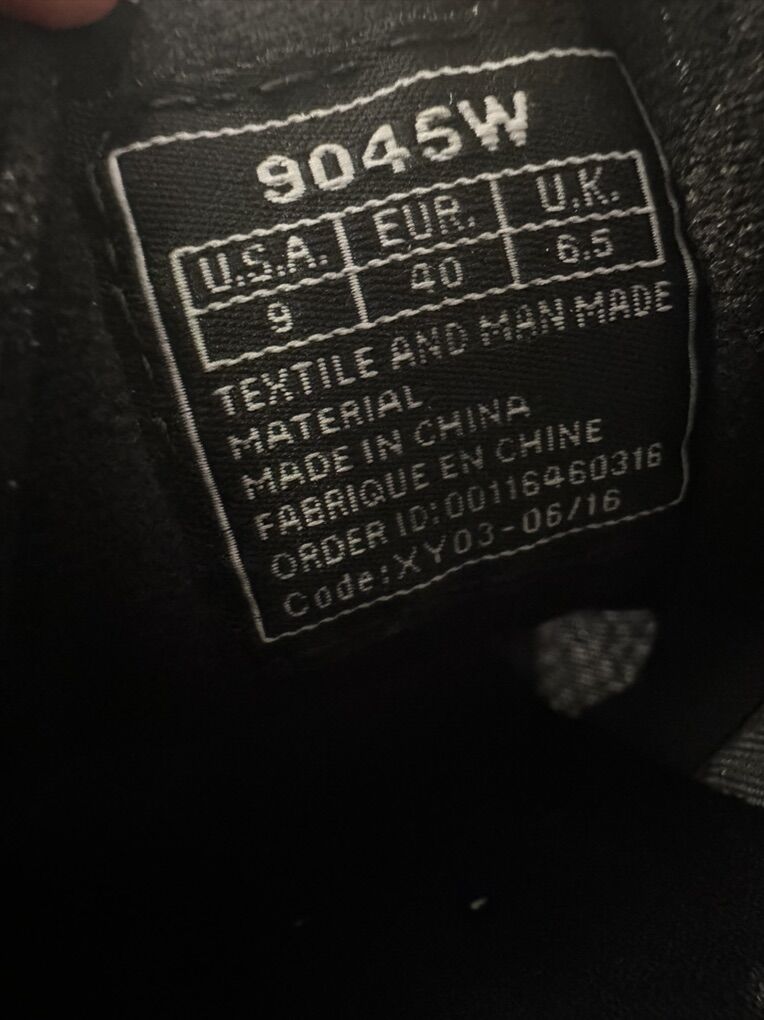 9045W
U.S.A. EUR. U.K.
9 40 6.5
TEXTILE AND MAN MADE
MATERIAL
MADE IN CHINA
FABRIQUE EN CHINE
ORDER ID:00116460316
Code:XY03-06/16